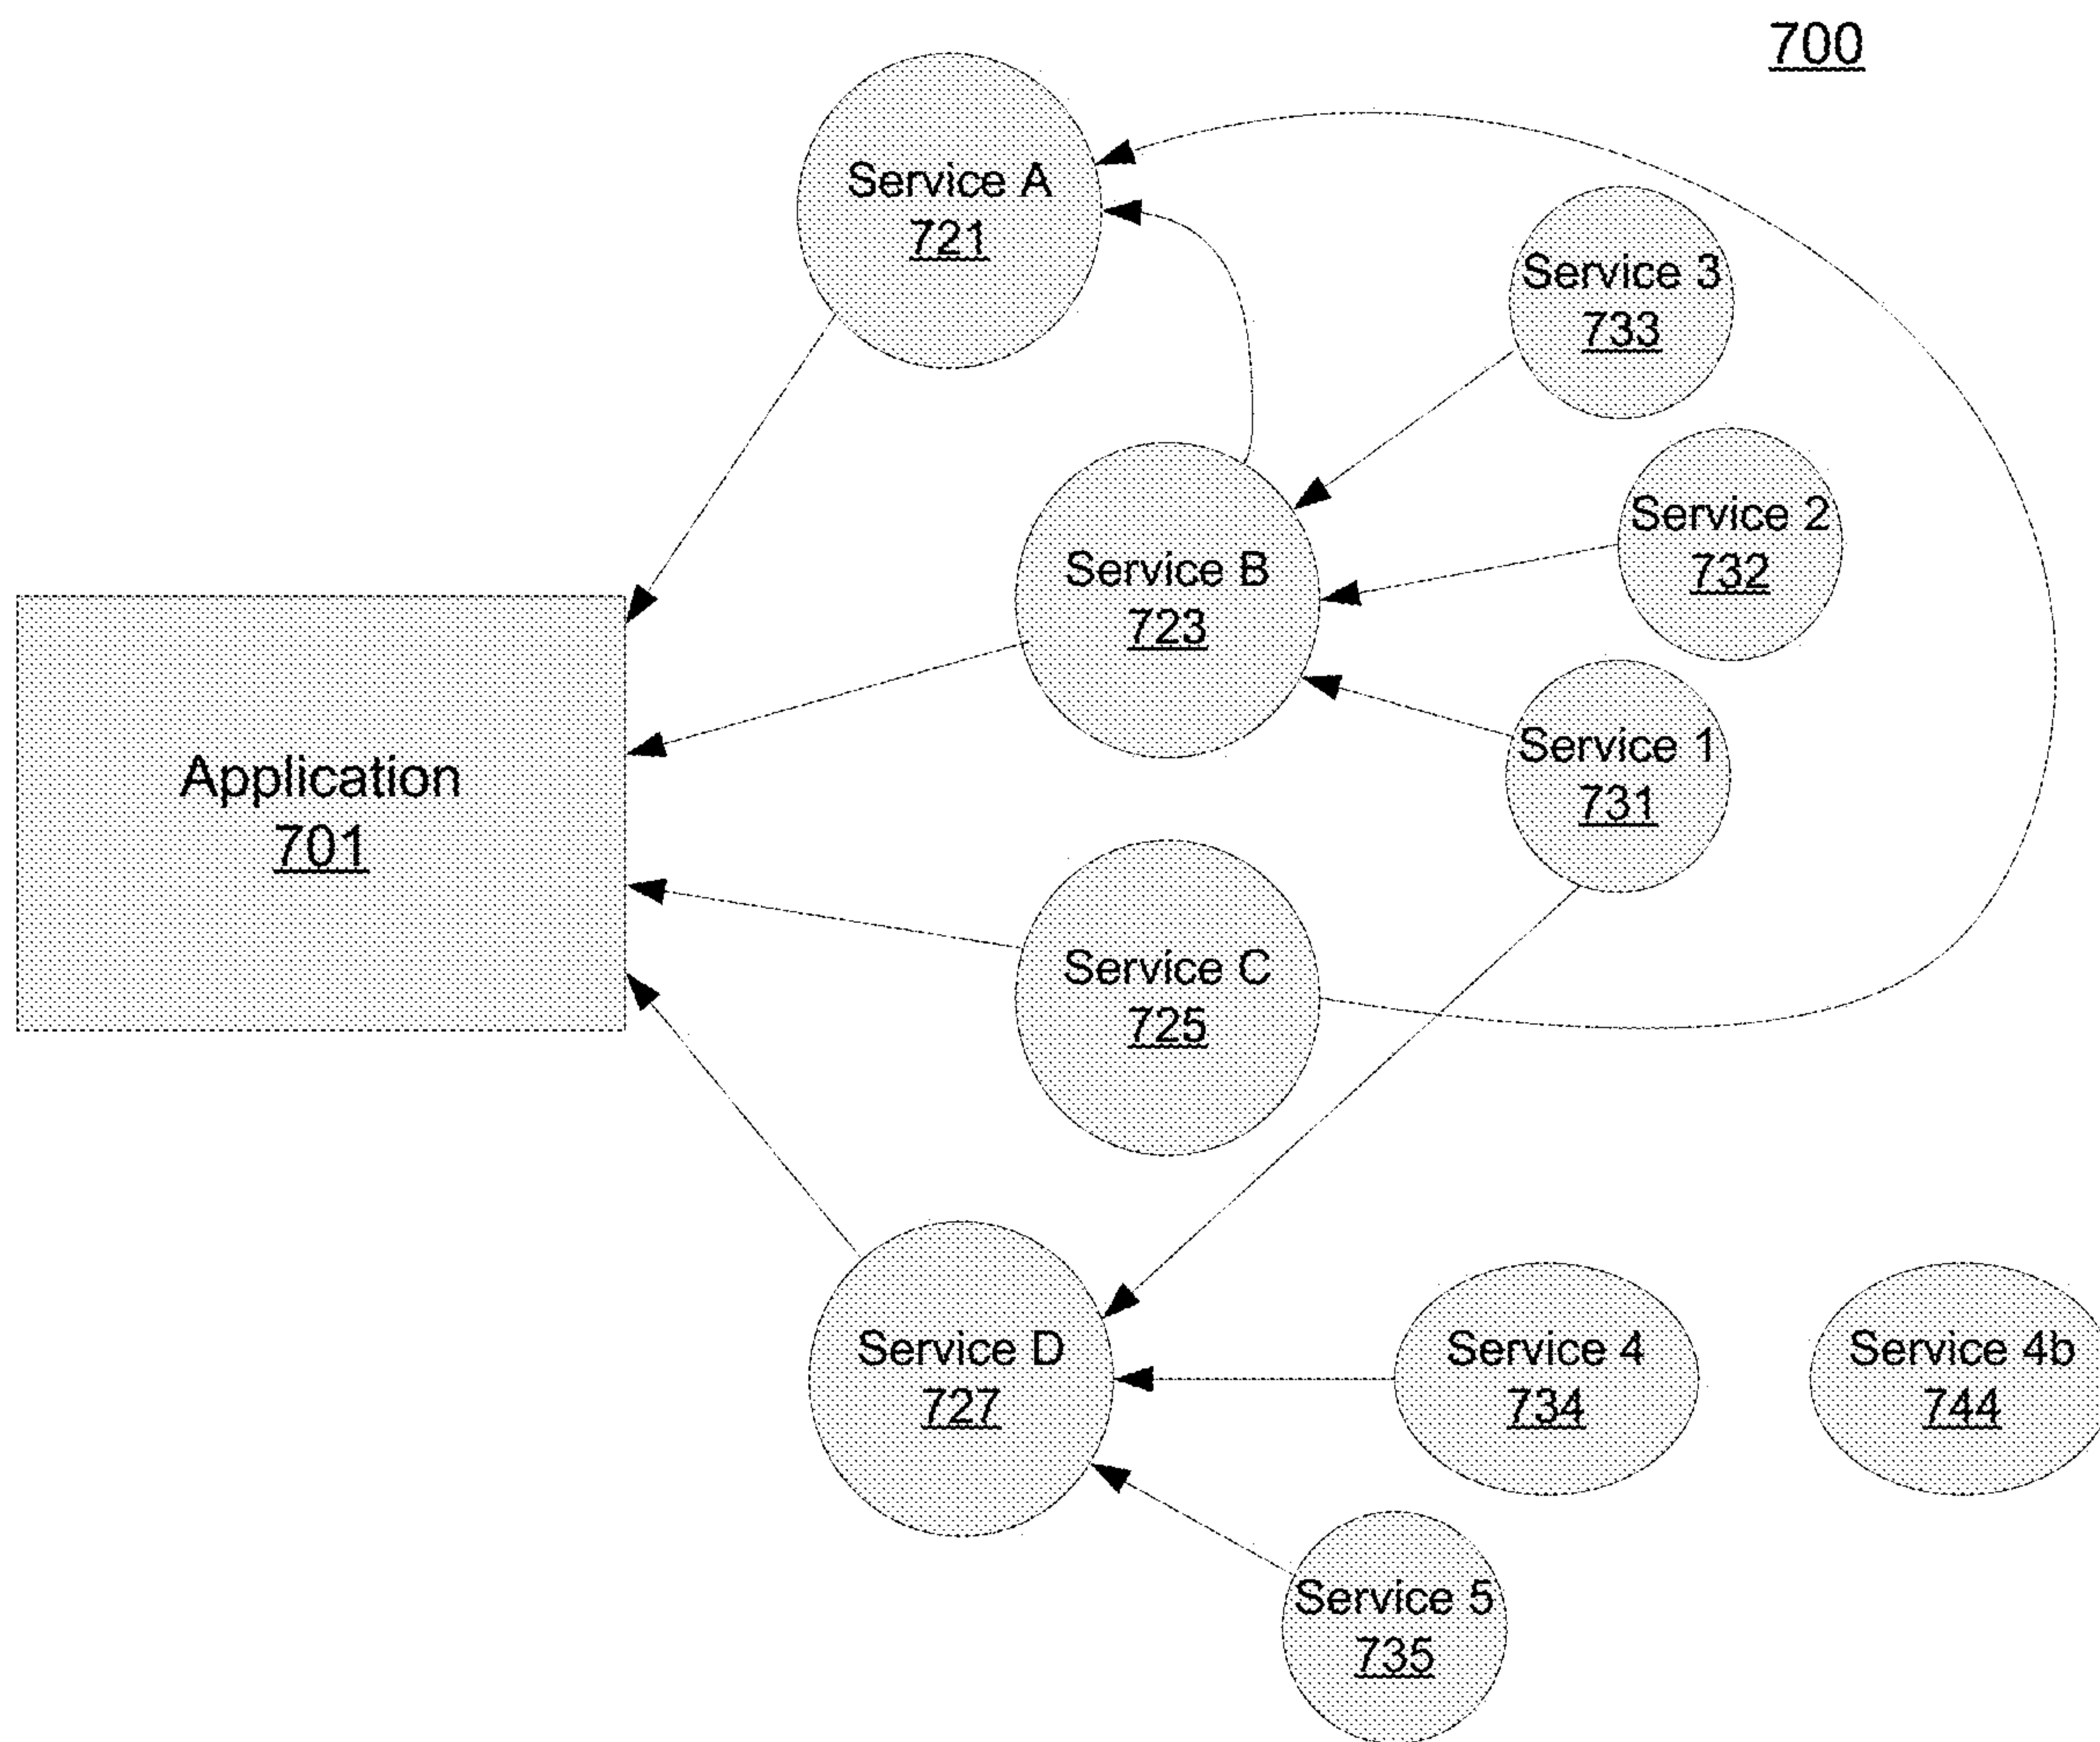 700
Service A
721
Service 3
733
Service 2
732
Service B
723
Service 1
731
Application
701
Service C
725
Service D
727
Service 4
734
Service 4b
744
Service 5
735